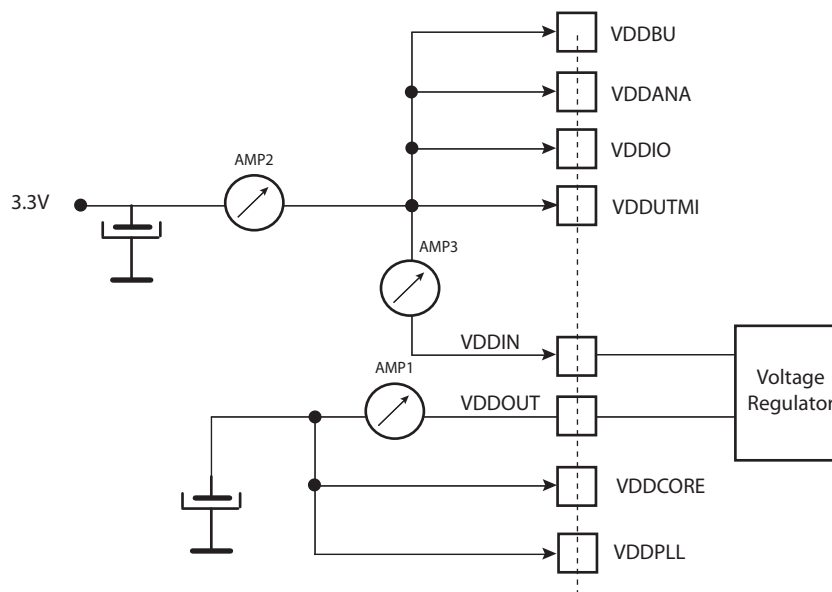 VDDBU
VDDANA
VDDIO
AMP2
3.3V
VDDUTMI
AMP3
VDDIN
AMP1
Voltage
Regulator
VDDOUT
VDDCORE
VDDPLL